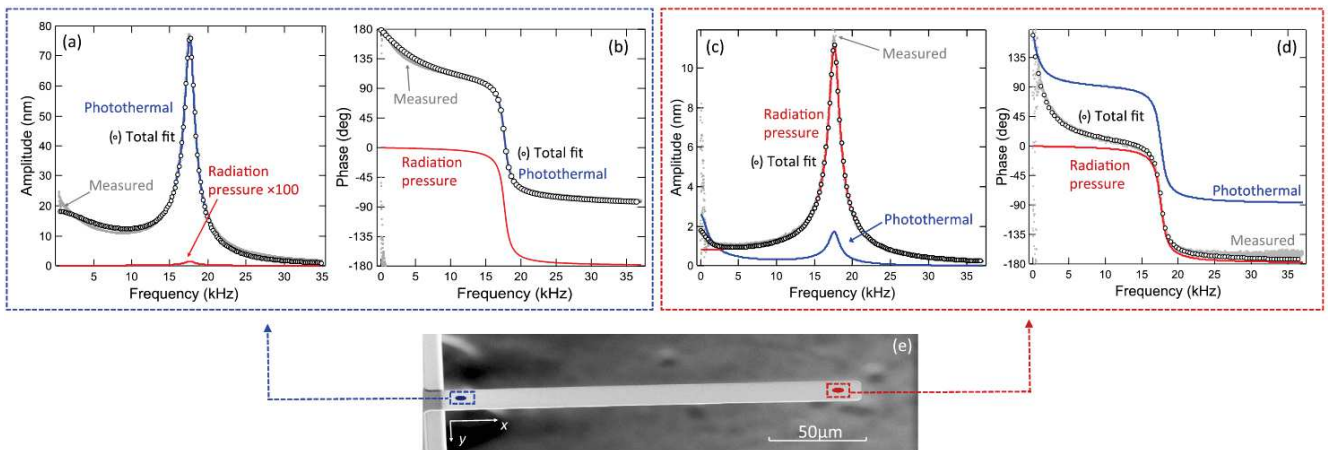 (a)
Amplitude (nm)
80
70
60
50
40
30
20
10
0
Photothermal
(∘) Total fit
Measured
Radiation
pressure ×100
5 10 15 20 25 30 35
Frequency (kHz)
(b)
Phase (deg)
180
135
90
45
0
-45
-90
-135
-180
Measured
Radiation
pressure
(∘) Total fit
Photothermal
0 5 10 15 20 25 30 35
Frequency (kHz)
(c)
Amplitude (nm)
10
8
6
4
2
0
Measured
Radiation
pressure
(∘) Total fit
Photothermal
0 5 10 15 20 25 30 35
Frequency (kHz)
(d)
Phase (deg)
135
90
45
0
-45
-90
-135
-180
(∘) Total fit
Radiation
pressure
Photothermal
Measured
0 5 10 15 20 25 30 35
Frequency (kHz)
(e)
x
y
50µm